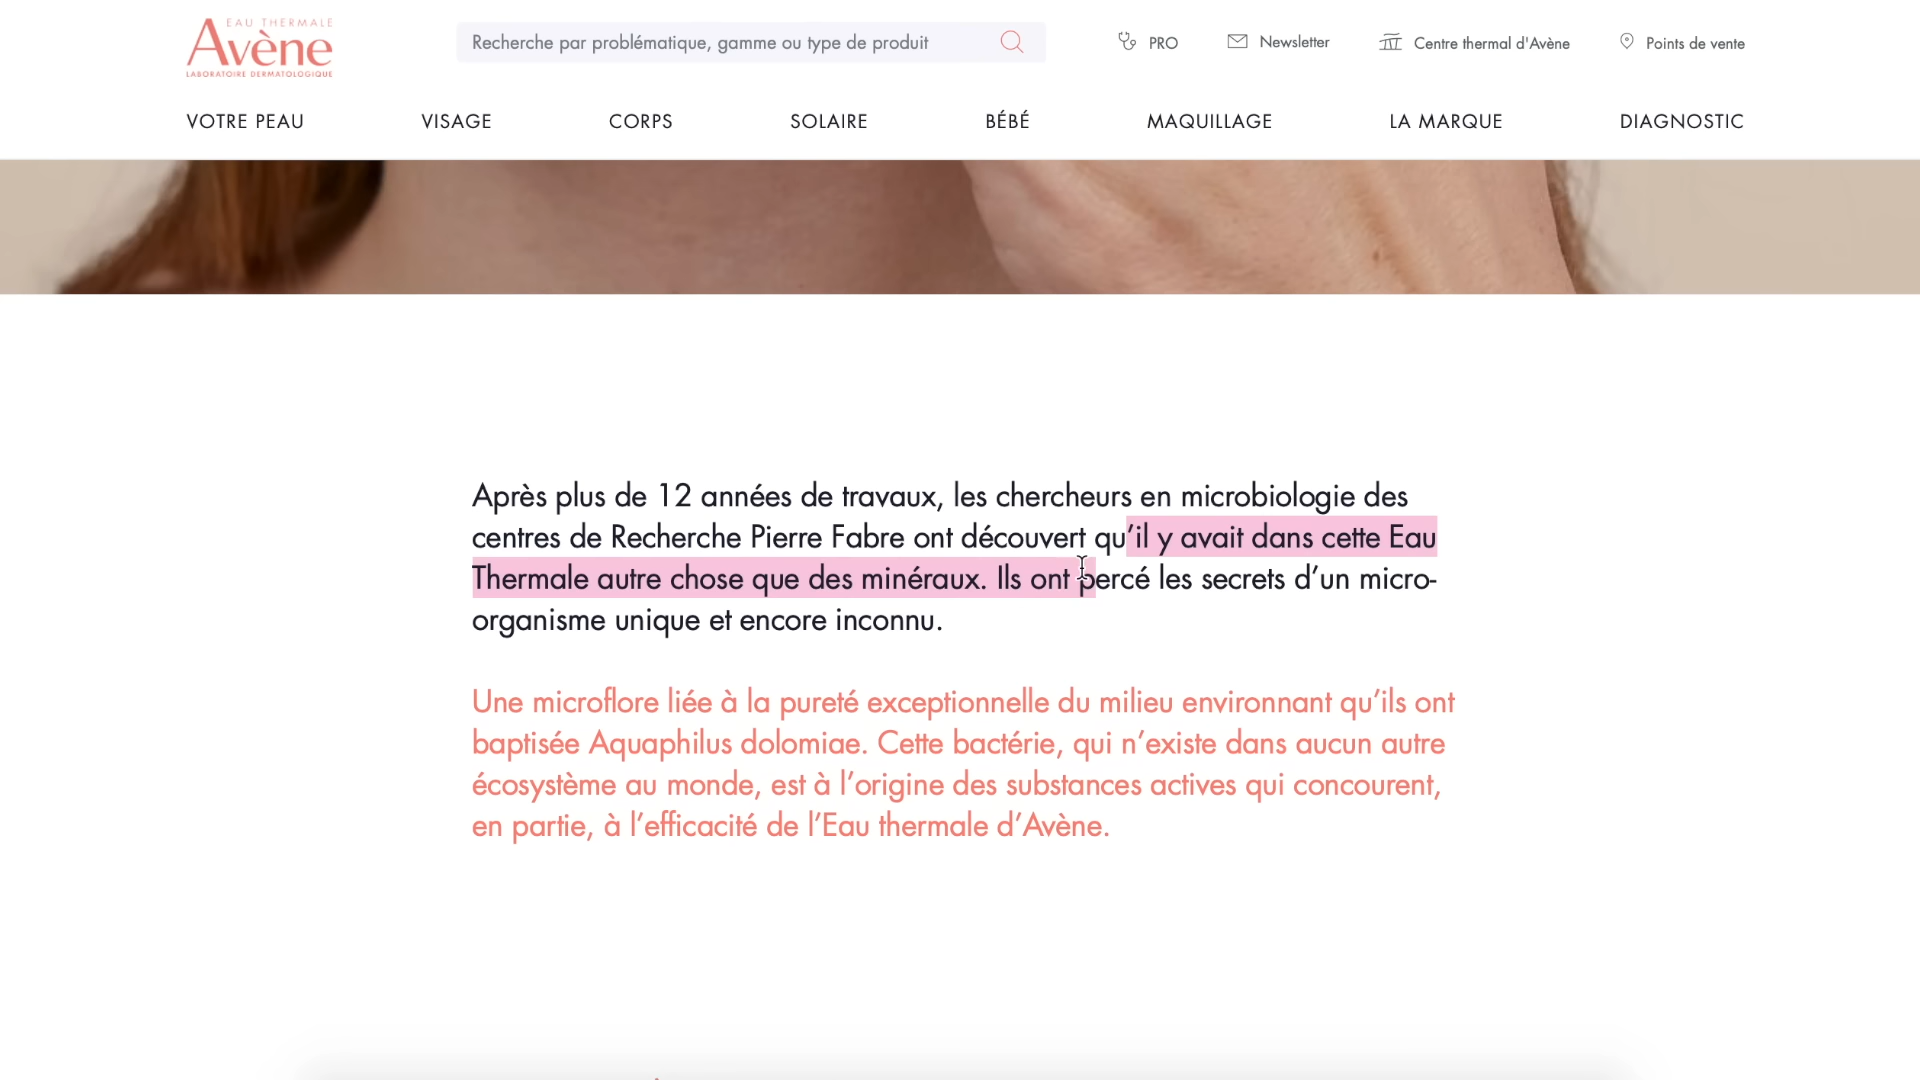 EAU THERMALE
Avène
LABORATOIRE DERMATOLOGIQUE
Recherche par problématique, gamme ou type de produit
PRO
Newsletter
Centre thermal d'Avène
Points de vente
VOTRE PEAU
VISAGE
CORPS
SOLAIRE
BÉBÉ
MAQUILLAGE
LA MARQUE
DIAGNOSTIC
Après plus de 12 années de travaux, les chercheurs en microbiologie des
centres de Recherche Pierre Fabre ont découvert qu’il y avait dans cette Eau
Thermale autre chose que des minéraux. Ils ont percé les secrets d’un micro-
organisme unique et encore inconnu.
Une microflore liée à la pureté exceptionnelle du milieu environnant qu’ils ont
baptisée Aquaphilus dolomiae. Cette bactérie, qui n’existe dans aucun autre
écosystème au monde, est à l’origine des substances actives qui concourent,
en partie, à l’efficacité de l’Eau thermale d’Avène.